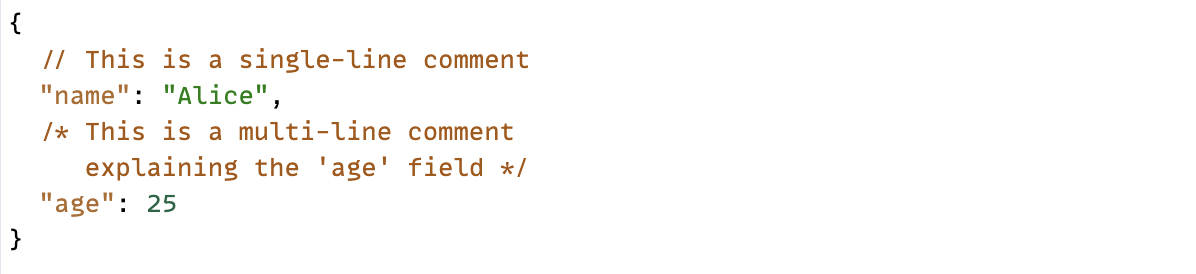 {
  // This is a single-line comment
  "name": "Alice",
  /* This is a multi-line comment
     explaining the 'age' field */
  "age": 25
}